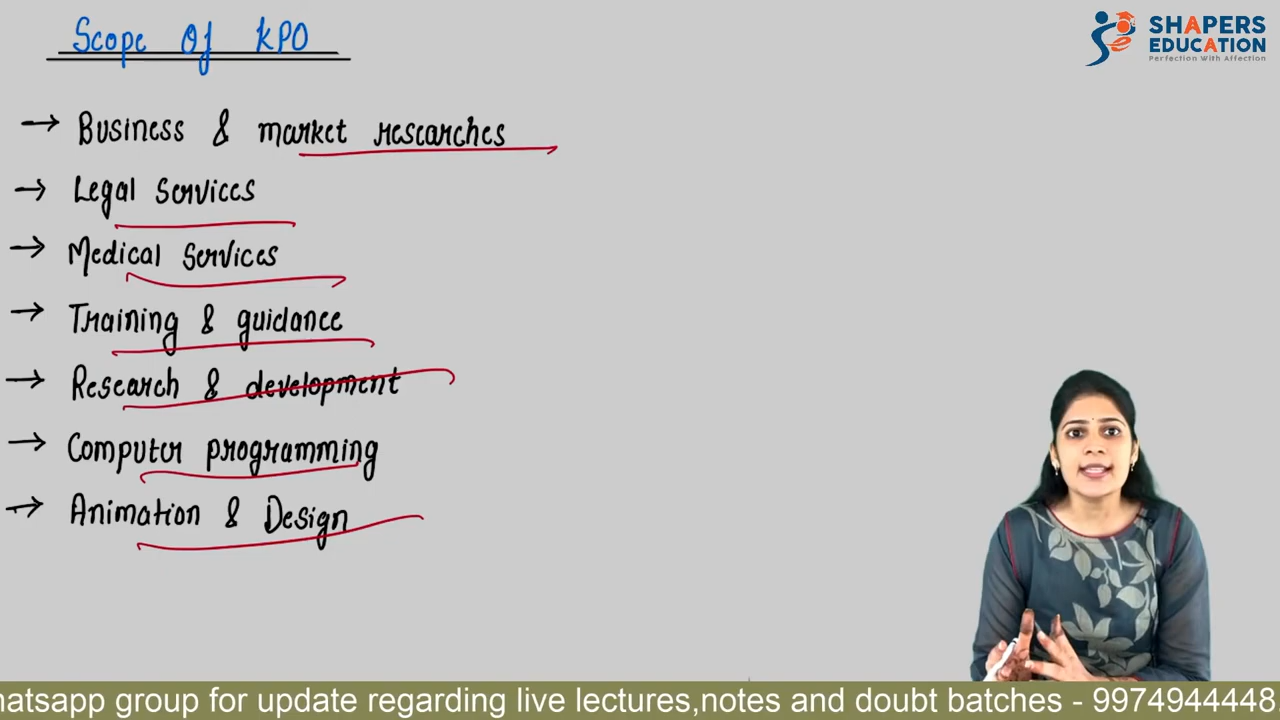 Scope Of KPO
SHAPERS
EDUCATION
Perfection With Affection
→ Business & market researches
→ Legal Services
→ Medical Services
→ Training & guidance
→ Research & development
→ Computer programming
→ Animation & Design
hatsapp group for update regarding live lectures,notes and doubt batches - 9974944448.